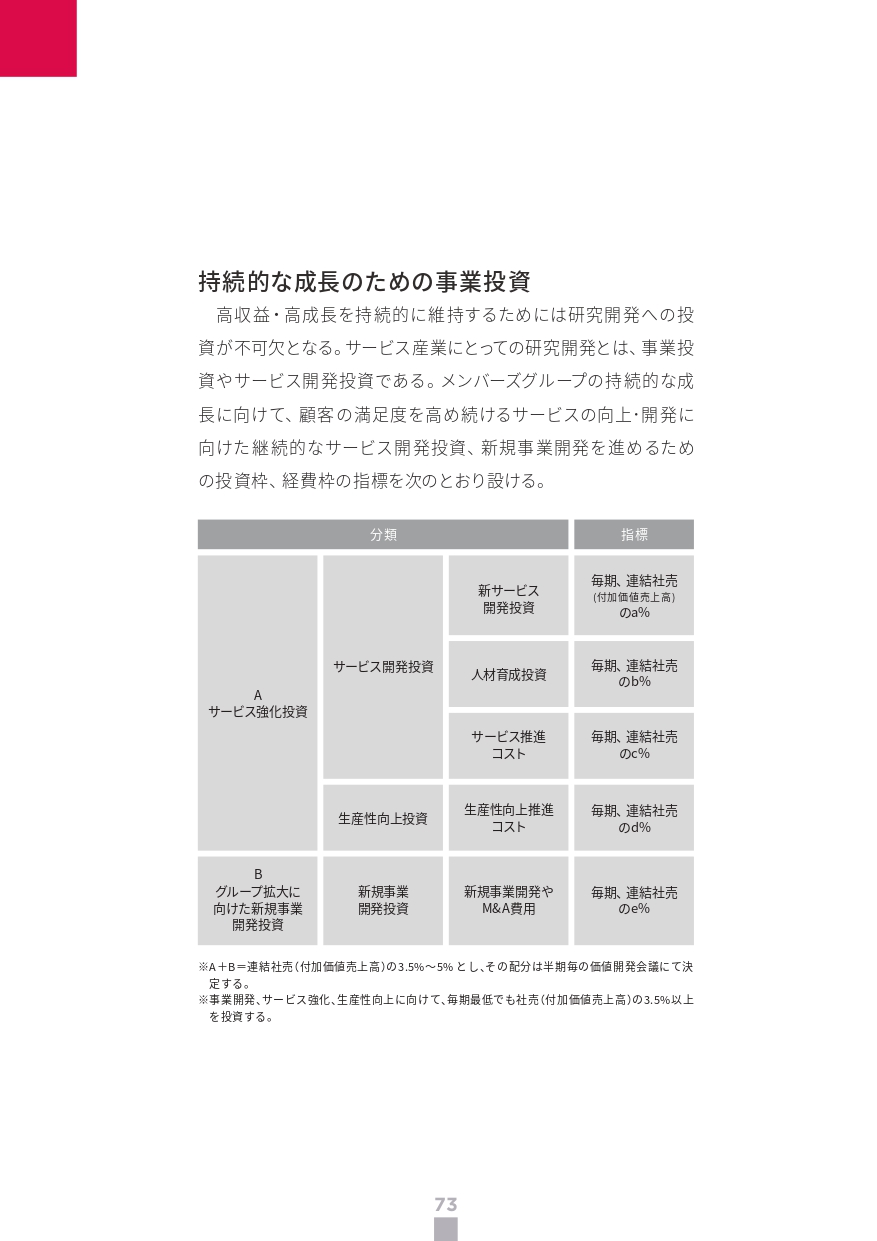 持続的な成長のための事業投資
　高収益・高成長を持続的に維持するためには研究開発への投
資が不可欠となる。サービス産業にとっての研究開発とは、事業投
資やサービス開発投資である。メンバーズグループの持続的な成
長に向けて、顧客の満足度を高め続けるサービスの向上・開発に
向けた継続的なサービス開発投資、新規事業開発を進めるため
の投資枠、経費枠の指標を次のとおり設ける。
分類
指標
A
サービス強化投資
サービス開発投資
新サービス
開発投資
毎期、連結社売
(付加価値売上高)
のa%
人材育成投資
毎期、連結社売
のb%
サービス推進
コスト
毎期、連結社売
のc%
生産性向上投資
生産性向上推進
コスト
毎期、連結社売
のd%
B
グループ拡大に
向けた新規事業
開発投資
新規事業
開発投資
新規事業開発や
M&A費用
毎期、連結社売
のe%
※A＋B＝連結社売（付加価値売上高）の3.5%～5%とし、その配分は半期毎の価値開発会議にて決
定する。
※事業開発、サービス強化、生産性向上に向けて、毎期最低でも社売（付加価値売上高）の3.5%以上
を投資する。
73